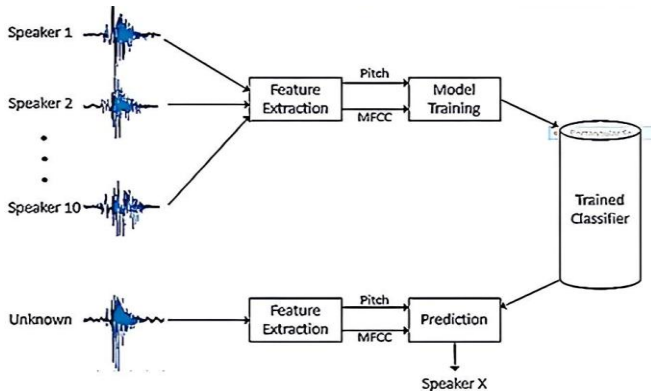 Speaker 1
Speaker 2
Speaker 10
Feature
Extraction
Pitch
MFCC
Model
Training
Trained
Classifier
Unknown
Feature
Extraction
Pitch
MFCC
Prediction
Speaker X